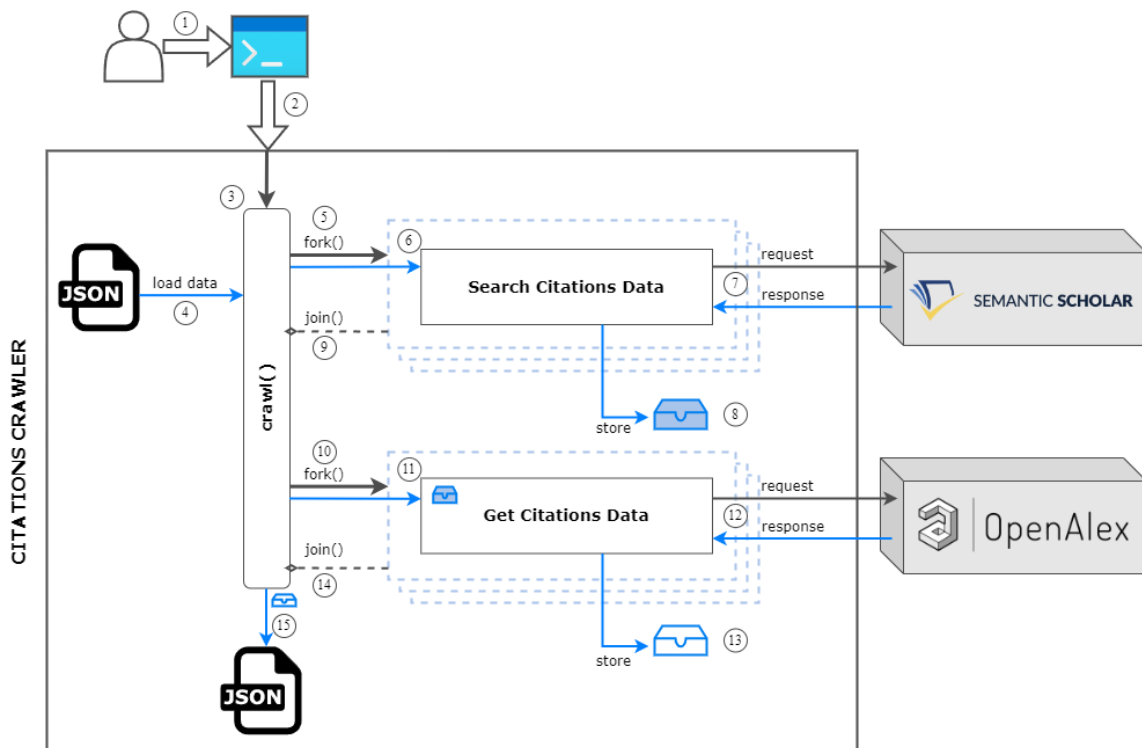 1
2
3
5
fork()
6
Search Citations Data
request
7
response
SEMANTIC SCHOLAR
JSON
load data
4
join()
9
crawl()
store
8
CITATIONS CRAWLER
10
fork()
11
Get Citations Data
request
12
response
OpenAlex
join()
14
store
13
15
JSON